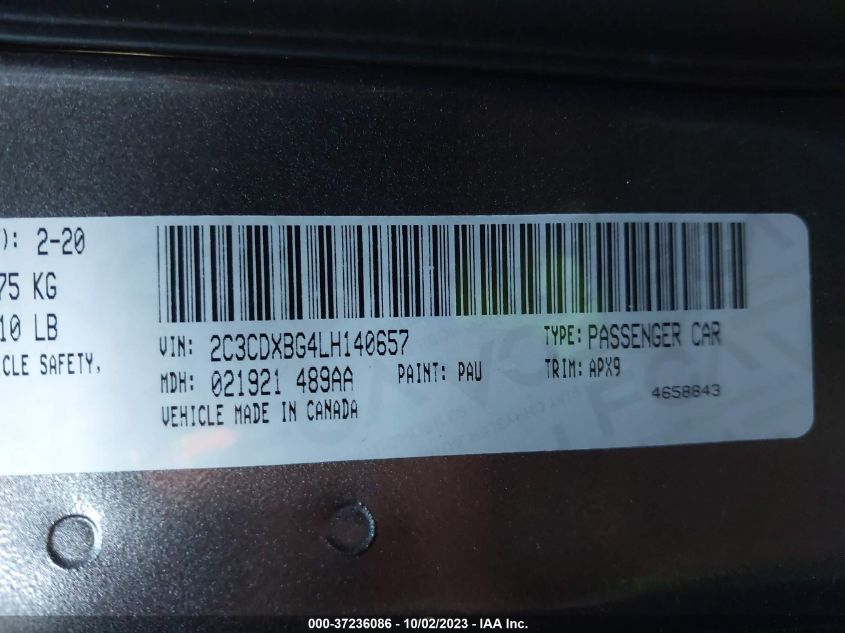 ): 2-20
75 KG
10 LB
ICLE SAFETY,
VIN: 2C3CDXBG4LH140657
TYPE: PASSENGER CAR
MDH: 021921 489AA
PAINT: PAU
TRIM: APX9
VEHICLE MADE IN CANADA
4658843
000-37236086 - 10/02/2023 - IAA Inc.